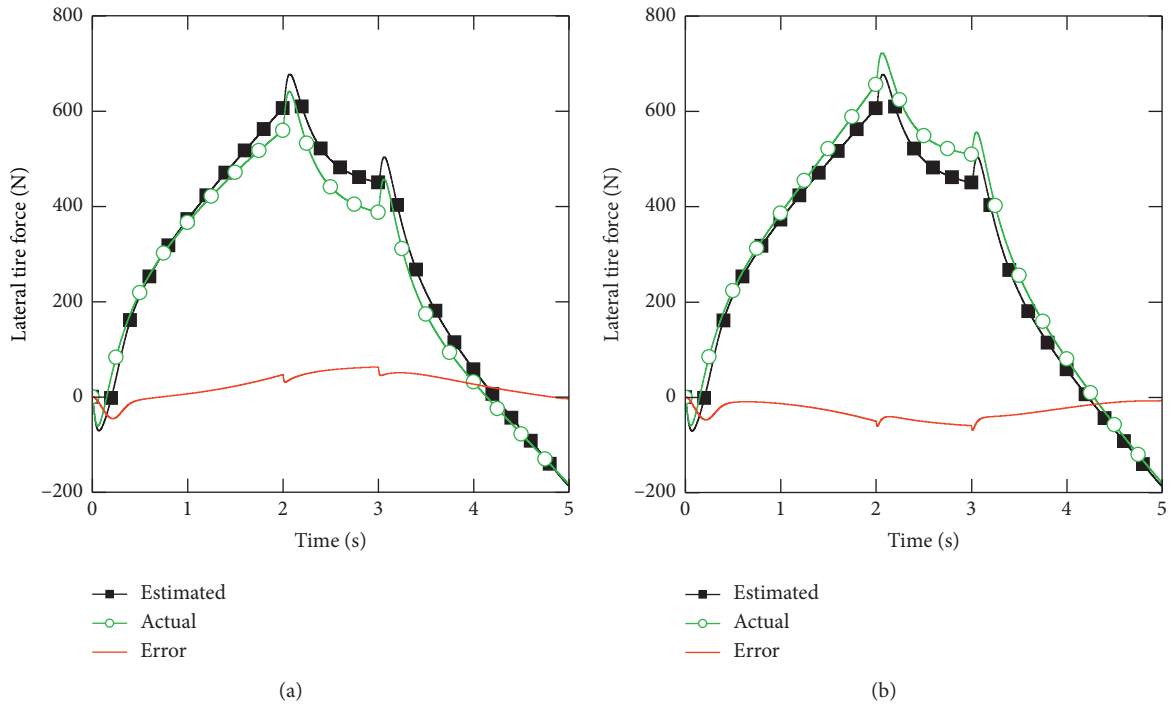 800
600
400
200
0
–200
Lateral tire force (N)
0 1 2 3 4 5
Time (s)
Estimated
Actual
Error
(a)
800
600
400
200
0
–200
Lateral tire force (N)
0 1 2 3 4 5
Time (s)
Estimated
Actual
Error
(b)